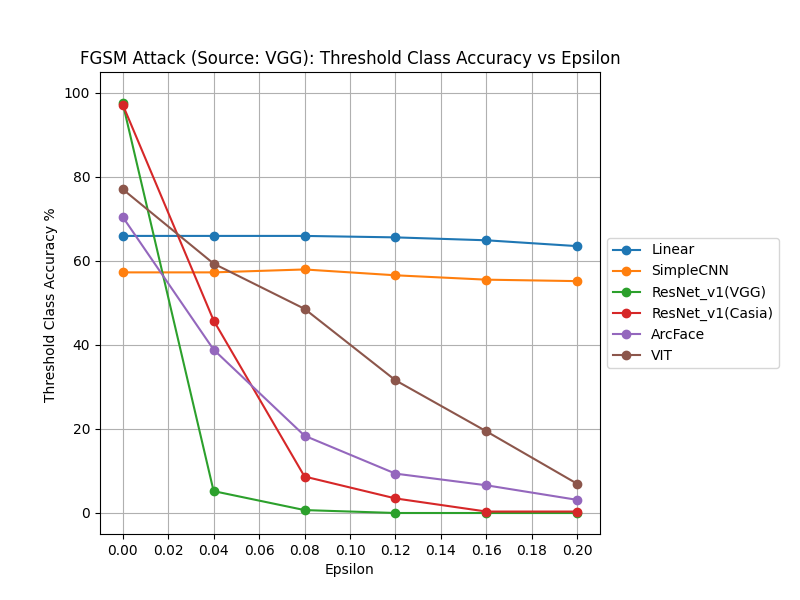 FGSM Attack (Source: VGG): Threshold Class Accuracy vs Epsilon
Threshold Class Accuracy %
100
80
60
40
20
0
0.00 0.02 0.04 0.06 0.08 0.10 0.12 0.14 0.16 0.18 0.20
Epsilon
Linear
SimpleCNN
ResNet_v1(VGG)
ResNet_v1(Casia)
ArcFace
VIT